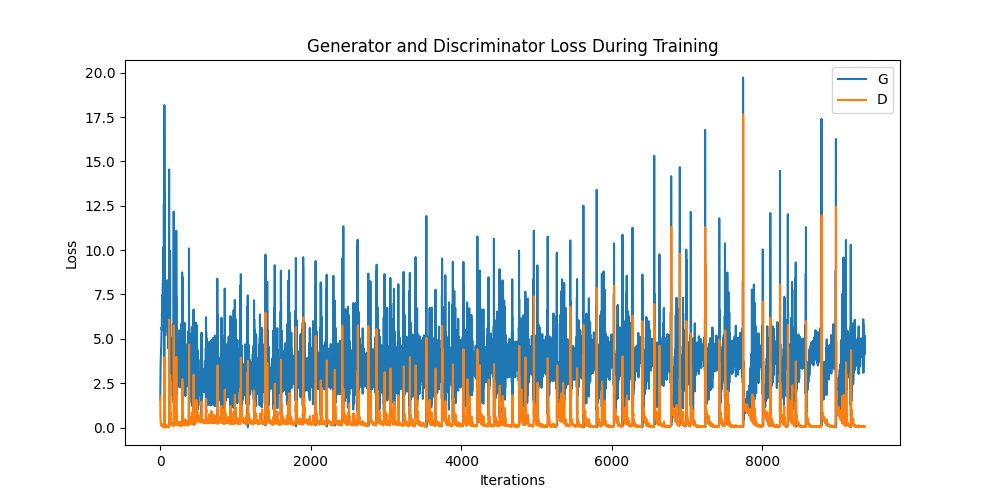 Generator and Discriminator Loss During Training
20.0
17.5
15.0
12.5
10.0
7.5
5.0
2.5
0.0
Loss
G
D
0 2000 4000 6000 8000
Iterations